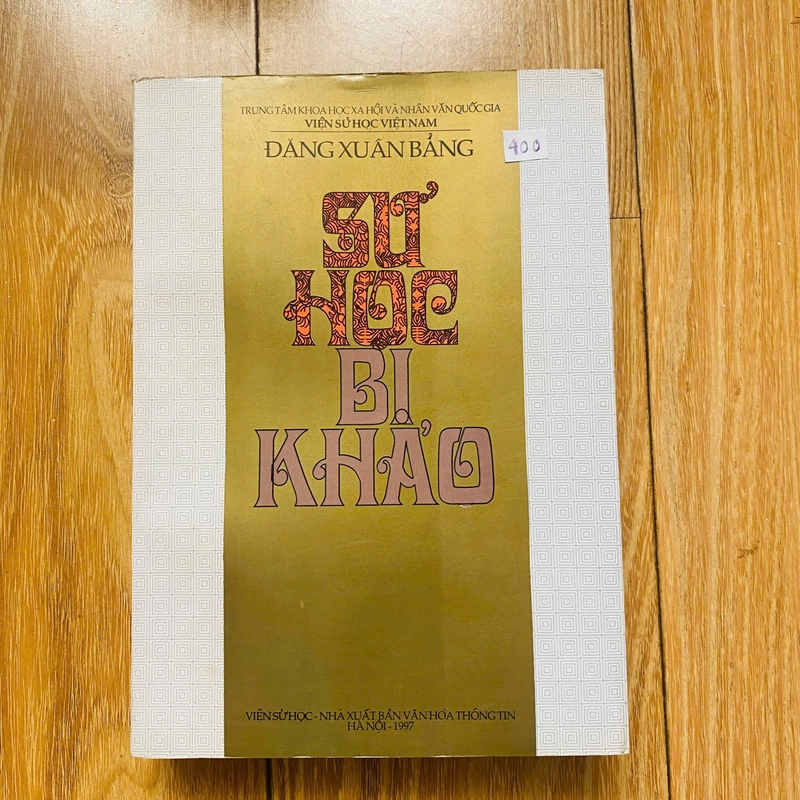 TRUNG TÂM KHOA HỌC XÃ HỘI VÀ NHÂN VĂN QUỐC GIA
VIỆN SỬ HỌC VIỆT NAM
ĐẶNG XUÂN BẢNG
400
SỬ
HỌC
BỊ
KHẢO
VIỆN SỬ HỌC - NHÀ XUẤT BẢN VĂN HÓA THÔNG TIN
HÀ NỘI - 1997